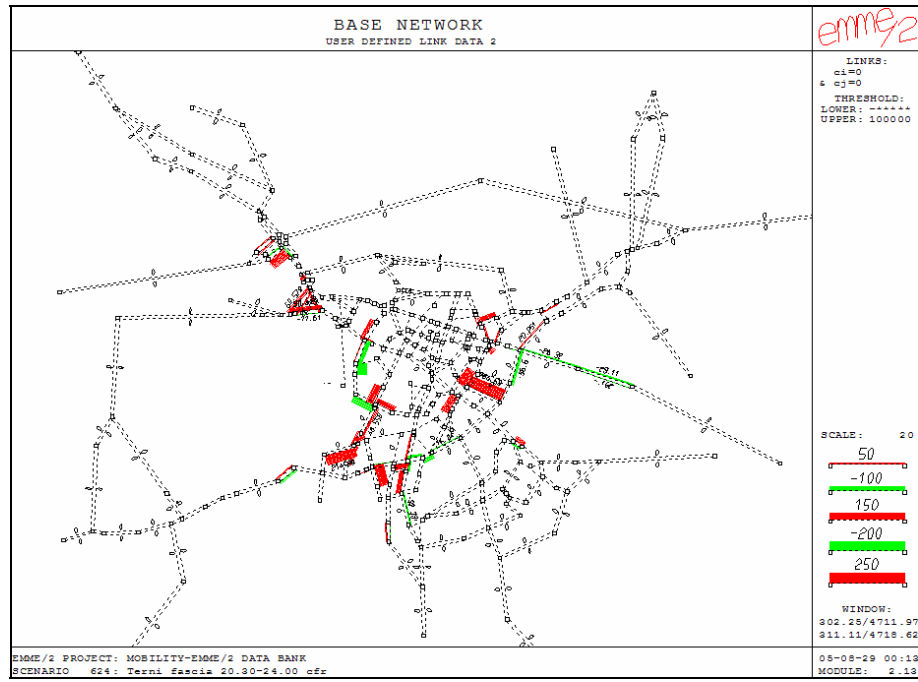 BASE NETWORK
USER DEFINED LINK DATA 2
emme/2
LINKS:
ci=0
& cj=0
THRESHOLD:
LOWER: -*****
UPPER: 100000
SCALE: 20
50
-100
150
-200
250
WINDOW:
302.25/4711.97
311.11/4718.62
EMME/2 PROJECT: MOBILITY-EMME/2 DATA BANK
SCENARIO 624: Terni fascia 20.30-24.00 cfr
05-08-29 00:13
MODULE: 2.13